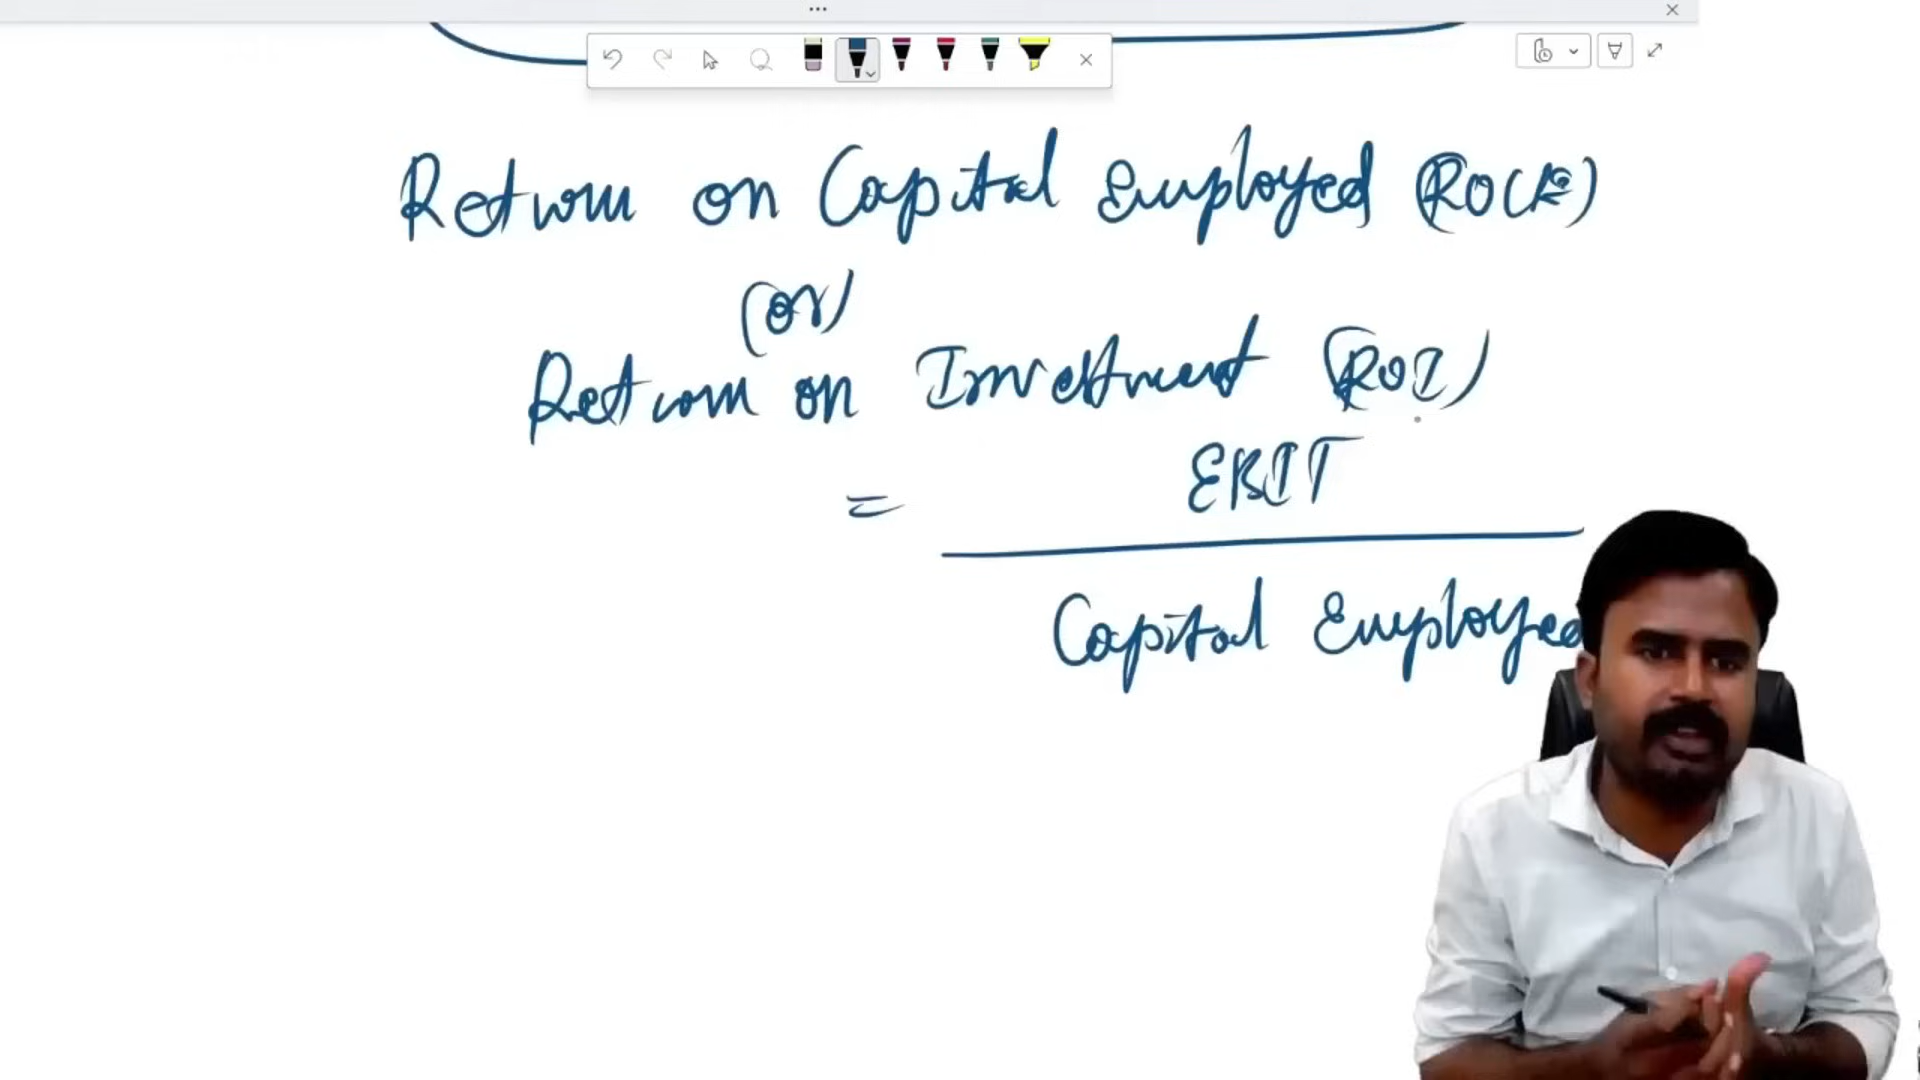 Return on Capital Employed (ROCE)
(or)
Return on Investment (ROI)
= EBIT
Capital Employed